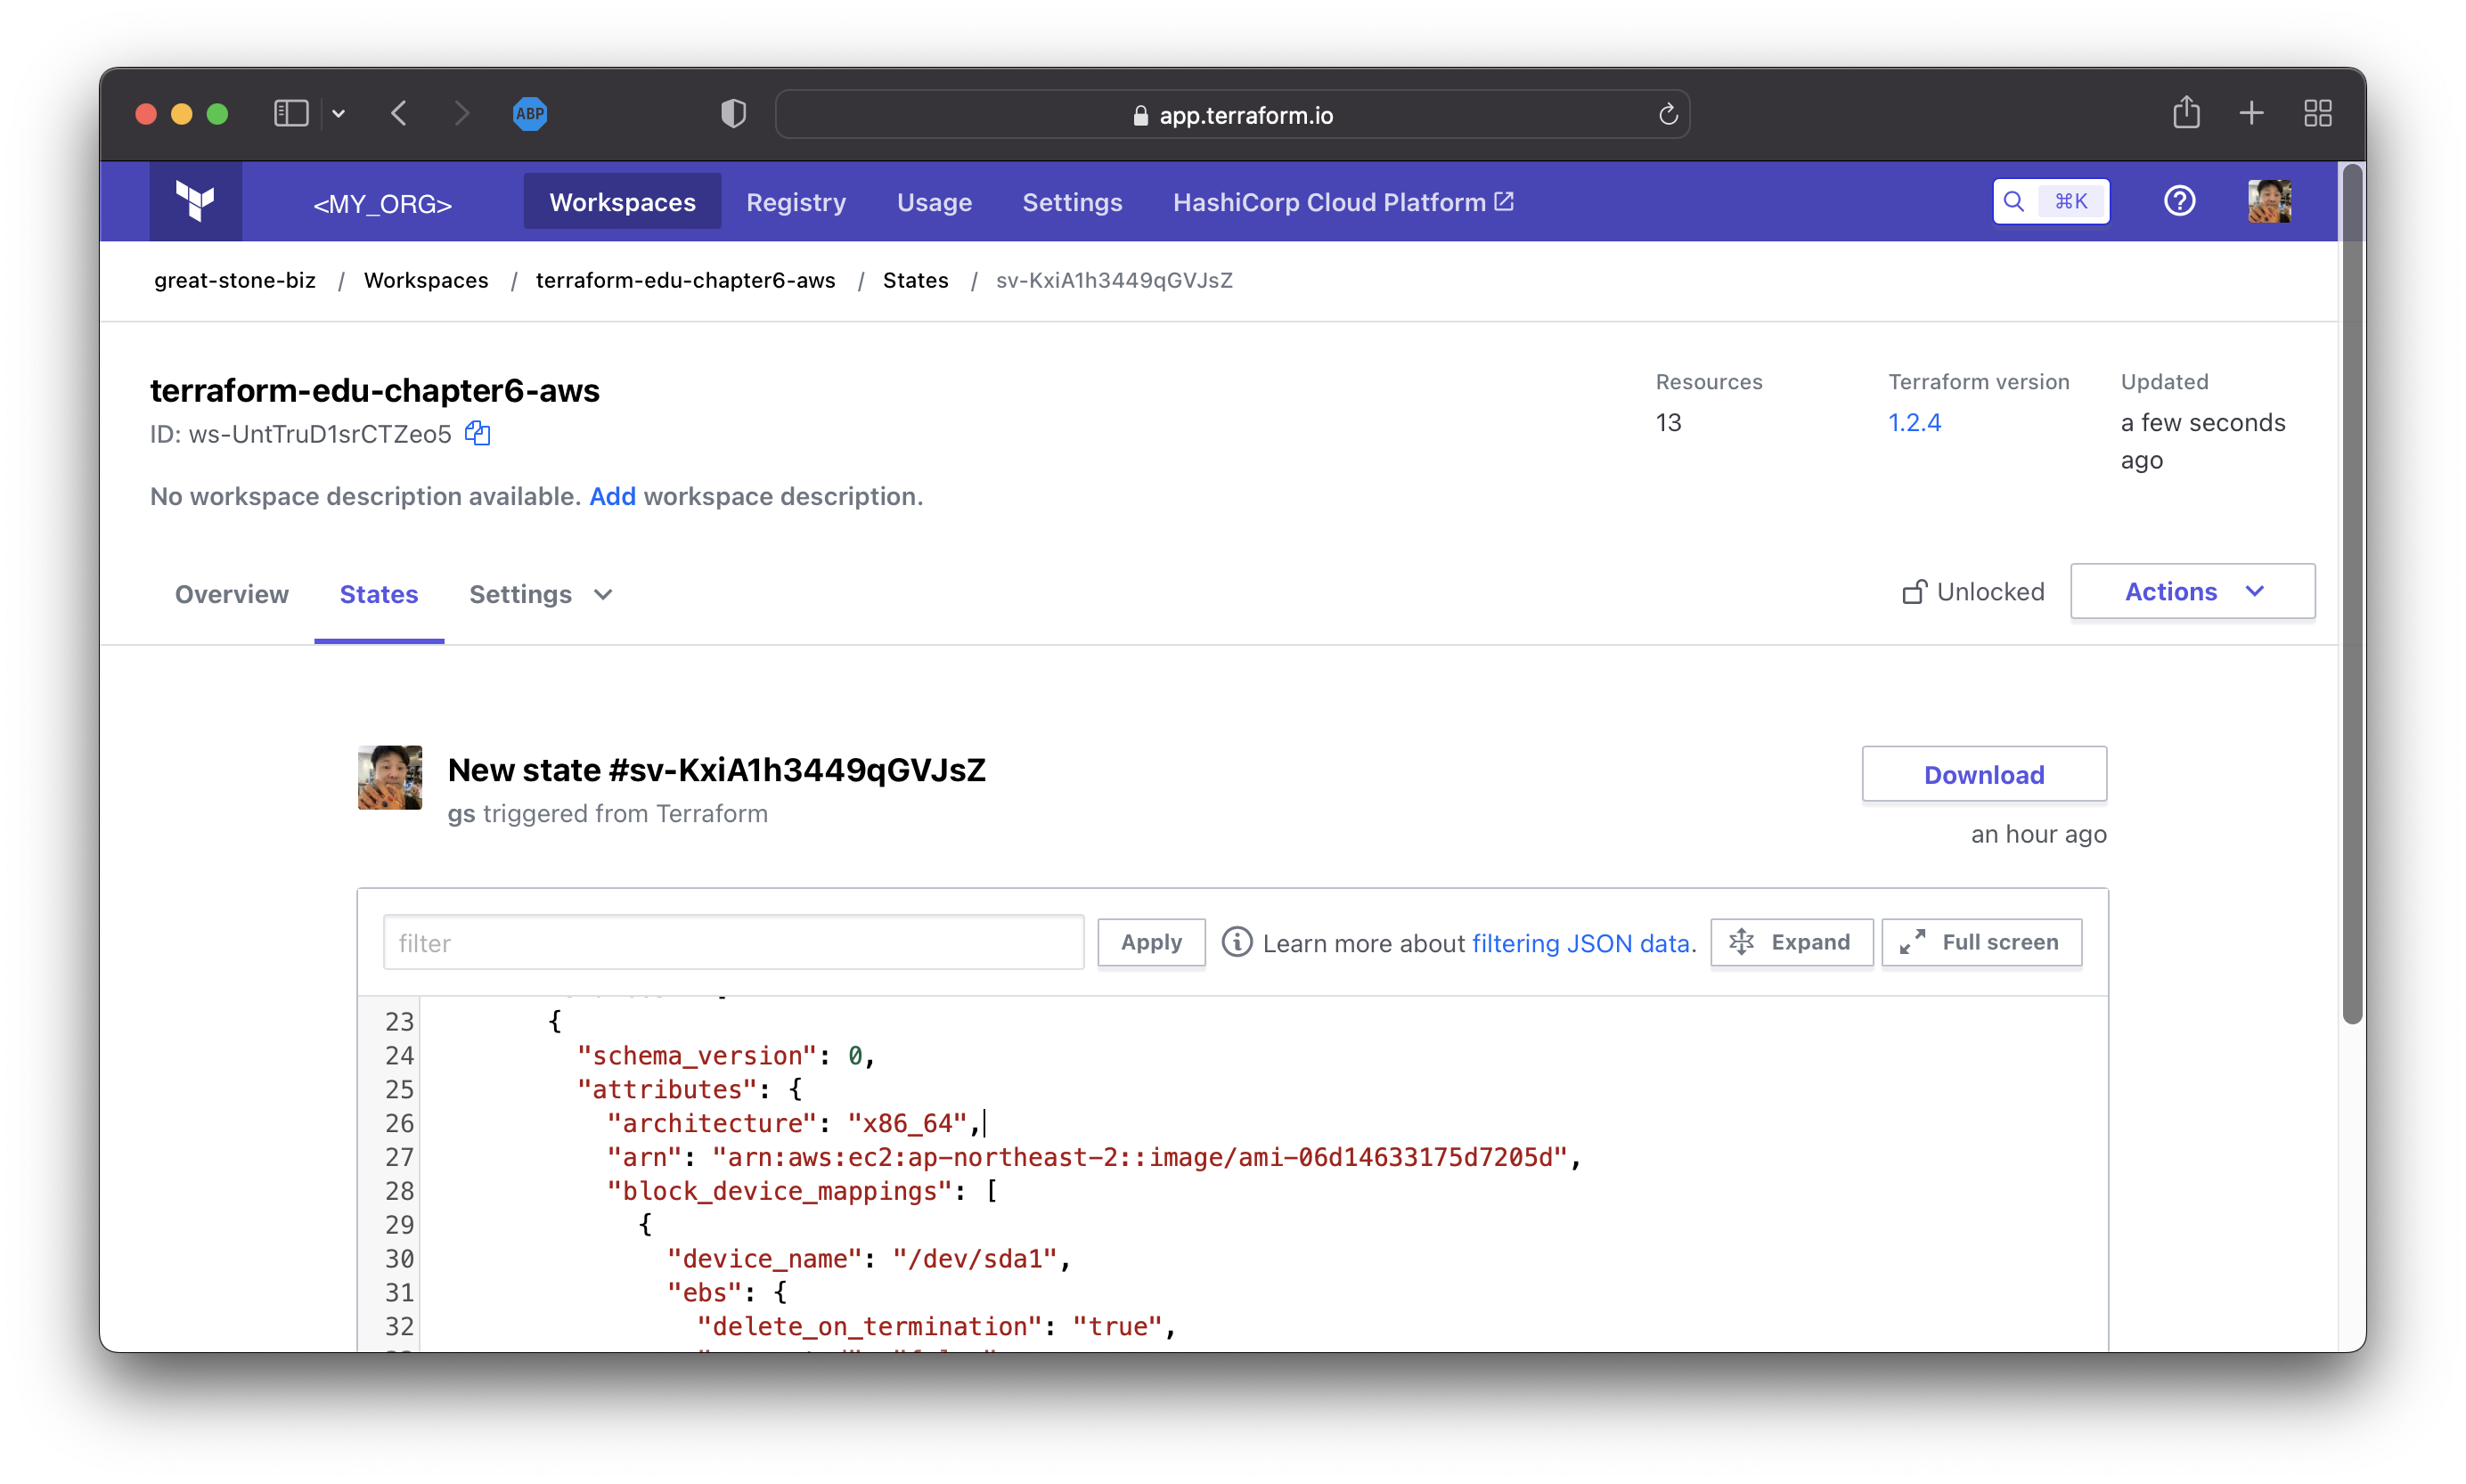 ABP
app.terraform.io
<MY_ORG> Workspaces Registry Usage Settings HashiCorp Cloud Platform ⌘K
great-stone-biz / Workspaces / terraform-edu-chapter6-aws / States / sv-KxiA1h3449qGVJsZ
terraform-edu-chapter6-aws
ID: ws-UntTruD1srCTZeo5
No workspace description available. Add workspace description.
Resources
13
Terraform version
1.2.4
Updated
a few seconds
ago
Overview States Settings
Unlocked Actions
New state #sv-KxiA1h3449qGVJsZ
gs triggered from Terraform
Download
an hour ago
filter Apply Learn more about filtering JSON data. Expand Full screen
23 {
24 "schema_version": 0,
25 "attributes": {
26 "architecture": "x86_64",
27 "arn": "arn:aws:ec2:ap-northeast-2::image/ami-06d14633175d7205d",
28 "block_device_mappings": [
29 {
30 "device_name": "/dev/sda1",
31 "ebs": {
32 "delete_on_termination": "true",